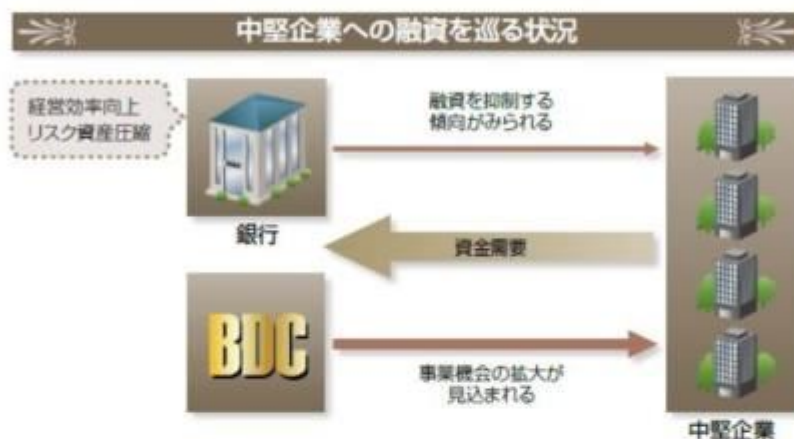 中堅企業への融資を巡る状況
経営効率向上
リスク資産圧縮
融資を抑制する
傾向がみられる
銀行
資金需要
BDC
事業機会の拡大が
見込まれる
中堅企業